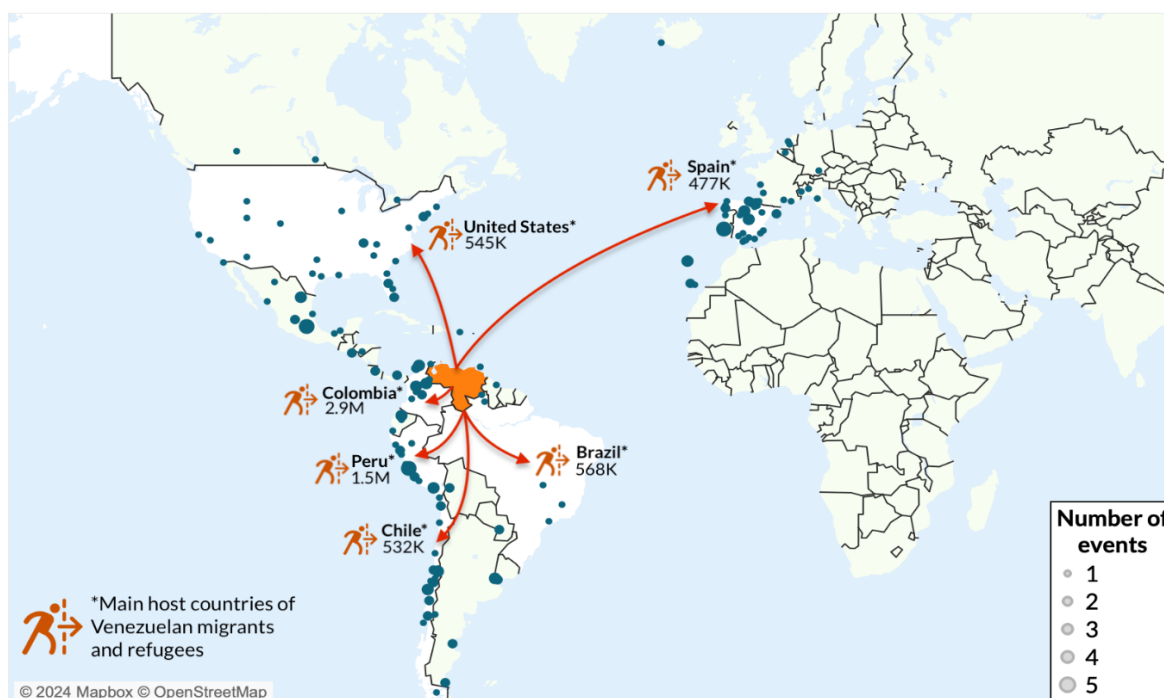 Spain*
477K
United States*
545K
Colombia*
2.9M
Peru*
1.5M
Brazil*
568K
Chile*
532K
*Main host countries of
Venezuelan migrants
and refugees
Number of
events
1
2
3
4
5
© 2024 Mapbox © OpenStreetMap